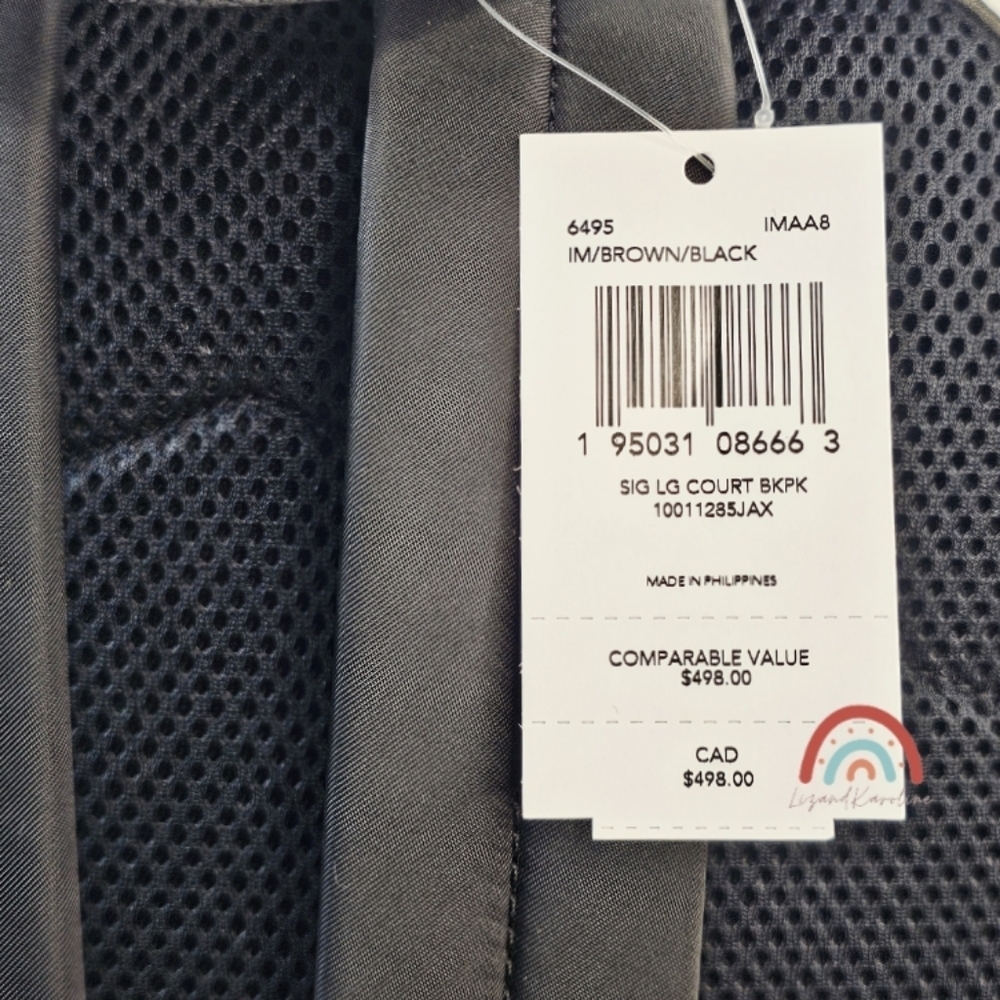 6495 IMAA8
IM/BROWN/BLACK
1 95031 08666 3
SIG LG COURT BKPK
10011285JAX
MADE IN PHILIPPINES
COMPARABLE VALUE
$498.00
CAD
$498.00
LizandKaroline